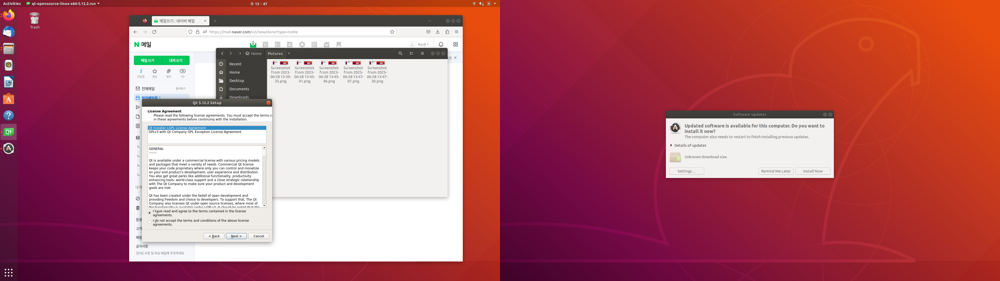 Activities
qt-opensource-linux-x64-5.12.2.run
수 13 : 47
Trash
메일쓰기 : 네이버 메일
https://mail.naver.com/v2/new/done?type=toMe
N 메일
허소연
메일 쓰기
내게 쓰기
3
안읽음
중요
첨부
TO
TO
전체메일
정리하기
받은메일함 1
내 메
환경
고객
메일
공지사항
[안내] 사칭 및 피싱 메일에 주의하세요
Home
Pictures
Recent
Home
Desktop
Documents
Downloads
Screenshot from 2023-06-28 13-39-35.png
Screenshot from 2023-06-28 13-45-41.png
Screenshot from 2023-06-28 13-45-46.png
Screenshot from 2023-06-28 13-47-07.png
Screenshot from 2023-06-28 13-47-30.png
Qt 5.12.2 Setup
License Agreement
Please read the following license agreements. You must accept the terms c
in these agreements before continuing with the installation.
Qt Installer LGPL License Agreement
GPLv3 with Qt Company GPL Exception License Agreement
GENERAL
-------
Qt is available under a commercial license with various pricing models
and packages that meet a variety of needs. Commercial Qt license
keeps your code proprietary where only you can control and monetize
on your end product's development, user experience and distribution.
You also get great perks like additional functionality, productivity
enhancing tools, world-class support and a close strategic relationship
with The Qt Company to make sure your product and development
goals are met.
Qt has been created under the belief of open development and
providing freedom and choice to developers. To support that, The Qt
Company also licenses Qt under open source licenses, where most of
the functionality is available under LGPLv3. It should be noted that the
I have read and agree to the terms contained in the license
agreements.
I do not accept the terms and conditions of the above license
agreements.
< Back
Next >
Cancel
Software Updater
Updated software is available for this computer. Do you want to
install it now?
The computer also needs to restart to finish installing previous updates.
Details of updates
Unknown download size.
Settings...
Remind Me Later
Install Now